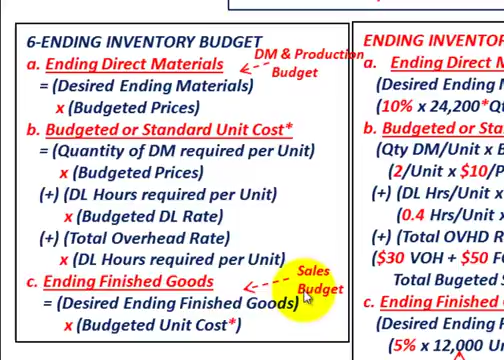 6-ENDING INVENTORY BUDGET
a. Ending Direct Materials
DM & Production
Budget
= (Desired Ending Materials)
x (Budgeted Prices)
b. Budgeted or Standard Unit Cost*
= (Quantity of DM required per Unit)
x (Budgeted Prices)
(+) (DL Hours required per Unit)
x (Budgeted DL Rate)
(+) (Total Overhead Rate)
x (DL Hours required per Unit)
c. Ending Finished Goods
Sales
Budget
= (Desired Ending Finished Goods)
x (Budgeted Unit Cost*)
ENDING INVENTOR
a. Ending Direct
(Desired Ending M
(10% x 24,200*Qt
b. Budgeted or Sta
(Qty DM/Unit x B
(2/Unit x $10/P
(+) (DL Hrs/Unit x
(0.4 Hrs/Unit x
(+) (Total OVHD R
($30 VOH + $50 F
Total Bugeted S
c. Ending Finished
(Desired Ending F
(5% x 12,000 Un